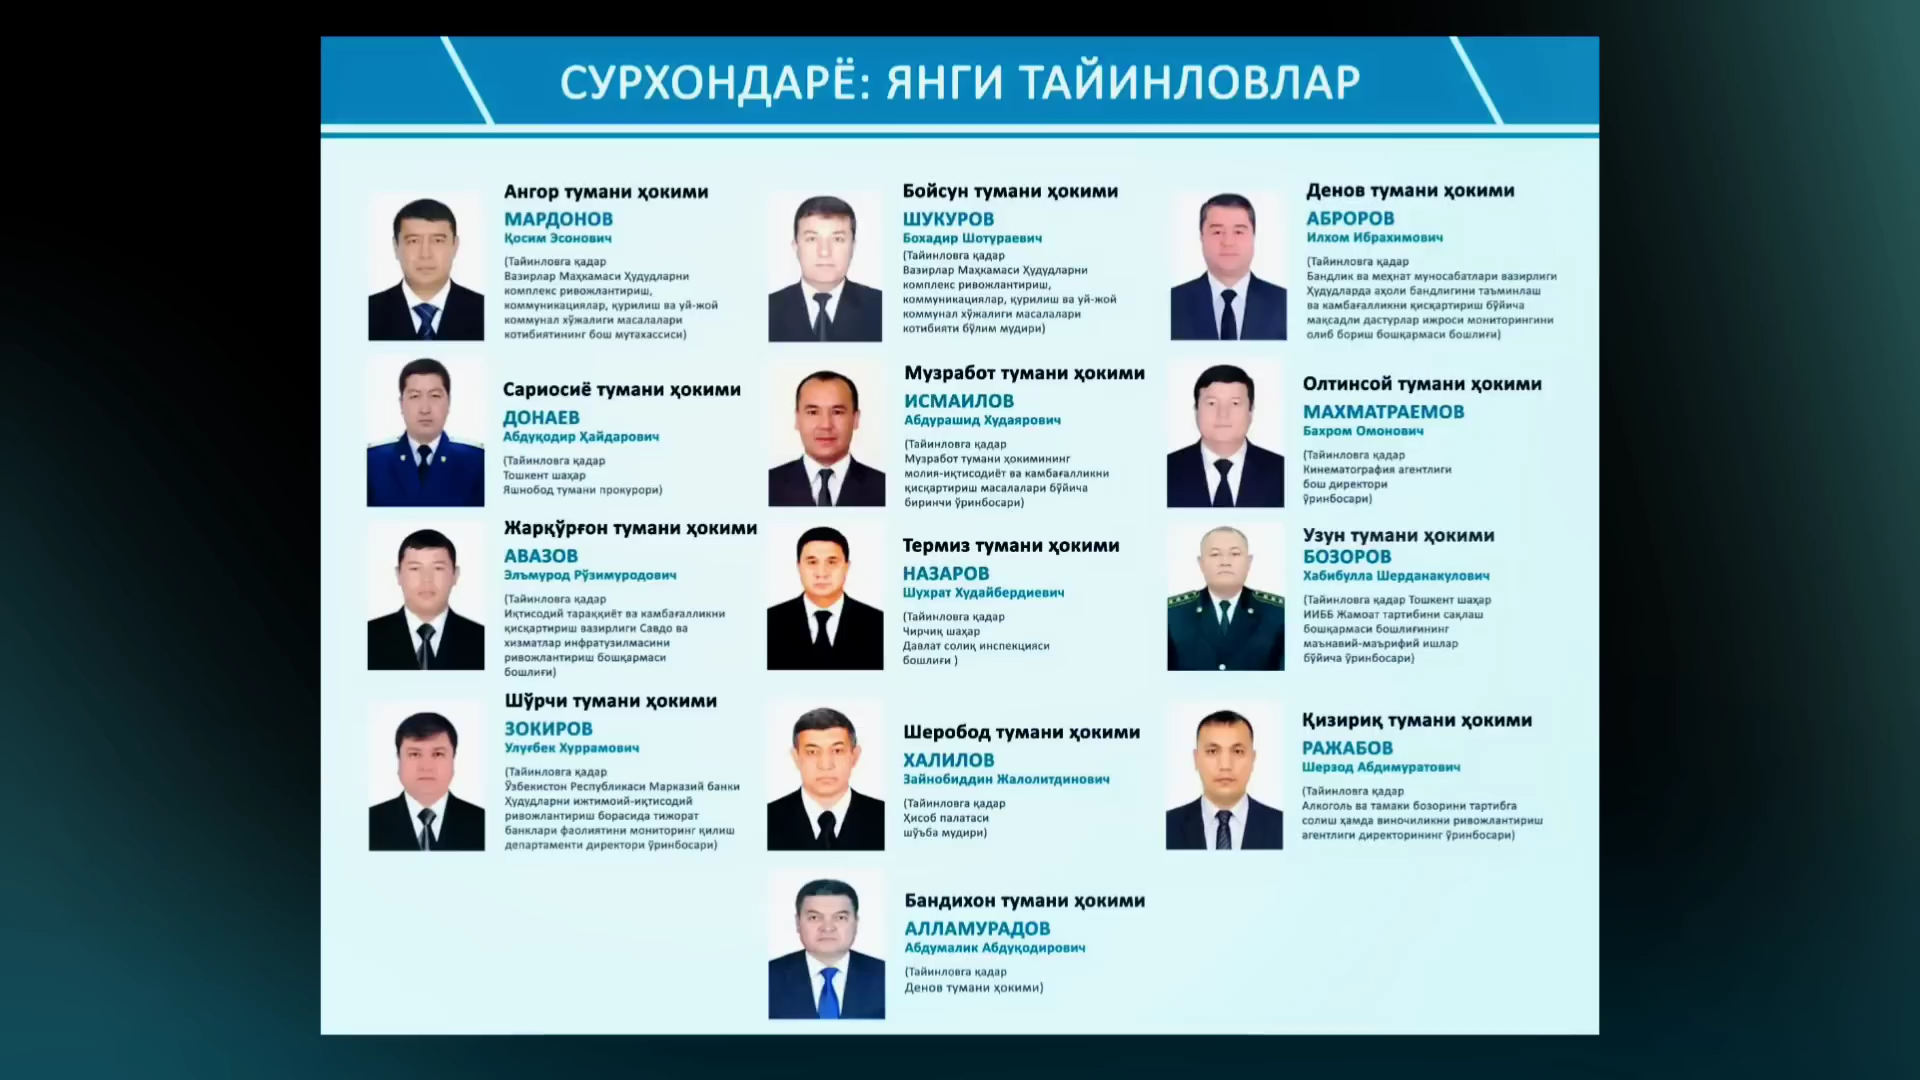 СУРХОНДАРЁ: ЯНГИ ТАЙИНЛОВЛАР
Ангор тумани ҳокими
МАРДОНОВ
Қосим Эсонович
(Тайинловга қадар
Вазирлар Маҳкамаси Ҳудудларни
комплекс ривожлантириш,
коммуникациялар, қурилиш ва уй-жой
коммунал хўжалиги масалалари
котибиятининг бош мутахассиси)
Бойсун тумани ҳокими
ШУКУРОВ
Бохадир Шотураевич
(Тайинловга қадар
Вазирлар Маҳкамаси Ҳудудларни
комплекс ривожлантириш,
коммуникациялар, қурилиш ва уй-жой
коммунал хўжалиги масалалари
котибияти бўлим мудири)
Денов тумани ҳокими
АБРОРОВ
Илхом Ибрахимович
(Тайинловга қадар
Бандлик ва меҳнат муносабатлари вазирлиги
Ҳудудларда аҳоли бандлигини таъминлаш
ва камбағалликни қисқартириш бўйича
мақсадли дастурлар ижроси мониторингини
олиб бориш бошқармаси бошлиғи)
Сариосиё тумани ҳокими
ДОНАЕВ
Абдуқодир Ҳайдарович
(Тайинловга қадар
Тошкент шаҳар
Яшнобод тумани прокурори)
Музработ тумани ҳокими
ИСМАИЛОВ
Абдурашид Худаярович
(Тайинловга қадар
Музработ тумани ҳокимининг
молия-иқтисодиёт ва камбағалликни
қисқартириш масалалари бўйича
биринчи ўринбосари)
Олтинсой тумани ҳокими
МАХМАТРАЕМОВ
Бахром Омонович
(Тайинловга қадар
Кинематография агентлиги
бош директори
ўринбосари)
Жарқўрғон тумани ҳокими
АВАЗОВ
Элъмурод Рўзимуродович
(Тайинловга қадар
Иқтисодий тараққиёт ва камбағалликни
қисқартириш вазирлиги Савдо ва
хизматлар инфратузилмасини
ривожлантириш бошқармаси
бошлиғи)
Термиз тумани ҳокими
НАЗАРОВ
Шухрат Худайбердиевич
(Тайинловга қадар
Чирчиқ шаҳар
Давлат солиқ инспекцияси
бошлиғи )
Узун тумани ҳокими
БОЗОРОВ
Хабибулла Шерданакулович
(Тайинловга қадар Тошкент шаҳар
ИИББ Жамоат тартибини сақлаш
бошқармаси бошлиғининг
маънавий-маърифий ишлар
бўйича ўринбосари)
Шўрчи тумани ҳокими
ЗОКИРОВ
Улуғбек Хуррамович
(Тайинловга қадар
Ўзбекистон Республикаси Марказий банки
Ҳудудларни ижтимоий-иқтисодий
ривожлантириш борасида тижорат
банклари фаолиятини мониторинг қилиш
департаменти директори ўринбосари)
Шеробод тумани ҳокими
ХАЛИЛОВ
Зайнобиддин Жалолитдинович
(Тайинловга қадар
Ҳисоб палатаси
шўъба мудири)
Қизириқ тумани ҳокими
РАЖАБОВ
Шерзод Абдимуратович
(Тайинловга қадар
Алкоголь ва тамаки бозорини тартибга
солиш ҳамда виночиликни ривожлантириш
агентлиги директорининг ўринбосари)
Бандихон тумани ҳокими
АЛЛАМУРАДОВ
Абдумалик Абдуқодирович
(Тайинловга қадар
Денов тумани ҳокими)